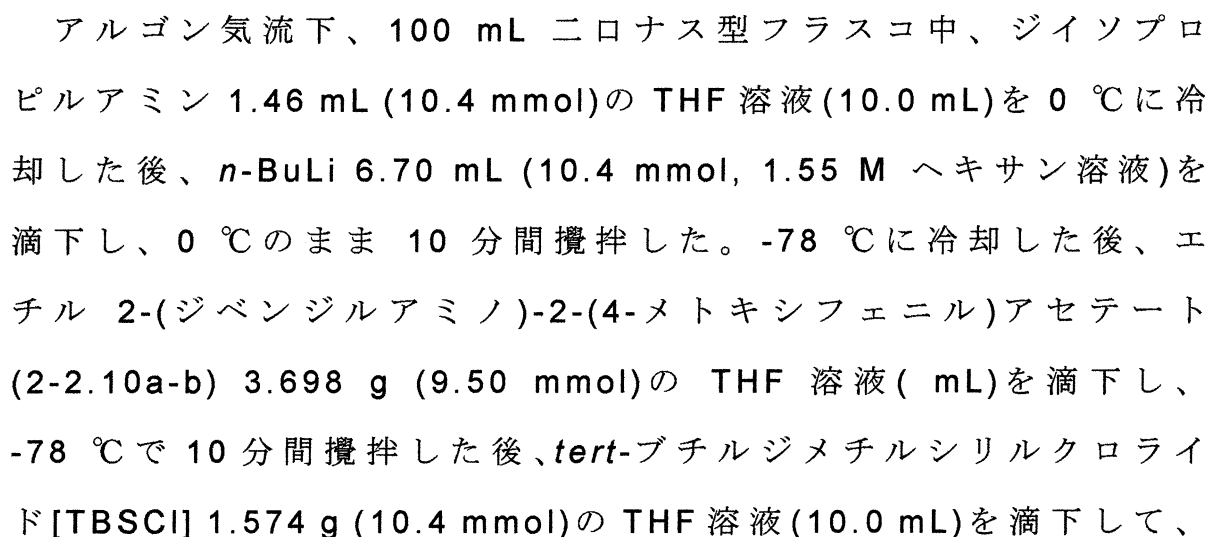 アルゴン気流下、100 mL 二口ナス型フラスコ中、ジイソプロ
ピルアミン 1.46 mL (10.4 mmol)の THF 溶液(10.0 mL)を 0 ℃に冷
却した後、n-BuLi 6.70 mL (10.4 mmol, 1.55 M ヘキサン溶液)を
滴下し、0 ℃のまま 10 分間攪拌した。-78 ℃に冷却した後、エ
チル 2-(ジベンジルアミノ)-2-(4-メトキシフェニル)アセテート
(2-2.10a-b) 3.698 g (9.50 mmol)の THF 溶液( mL)を滴下し、
-78 ℃で 10 分間攪拌した後、tert-ブチルジメチルシリルクロライ
ド[TBSCl] 1.574 g (10.4 mmol)の THF 溶液(10.0 mL)を滴下して、